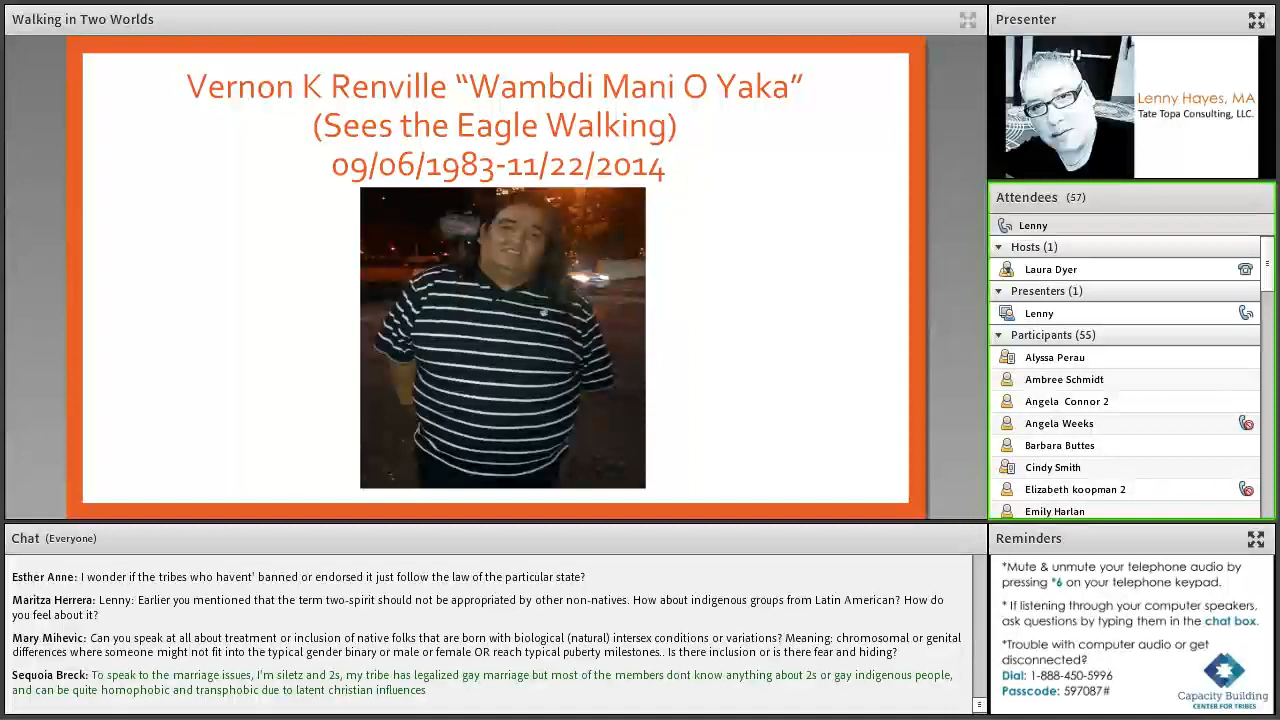 Walking in Two Worlds
Vernon K Renville “Wambdi Mani O Yaka”
(Sees the Eagle Walking)
09/06/1983-11/22/2014
Presenter
Lenny Hayes, MA
Tate Topa Consulting, LLC.
Attendees (57)
Lenny
Hosts (1)
Laura Dyer
Presenters (1)
Lenny
Participants (55)
Alyssa Perau
Ambree Schmidt
Angela Connor 2
Angela Weeks
Barbara Buttes
Cindy Smith
Elizabeth koopman 2
Emily Harlan
Chat (Everyone)
Esther Anne: I wonder if the tribes who havent' banned or endorsed it just follow the law of the particular state?
Maritza Herrera: Lenny: Earlier you mentioned that the term two-spirit should not be appropriated by other non-natives. How about indigenous groups from Latin American? How do
you feel about it?
Mary Mihevic: Can you speak at all about treatment or inclusion of native folks that are born with biological (natural) intersex conditions or variations? Meaning: chromosomal or genital
differences where someone might not fit into the typical gender binary or male or female OR reach typical puberty milestones.. Is there inclusion or is there fear and hiding?
Sequoia Breck: To speak to the marriage issues, I'm siletz and 2s, my tribe has legalized gay marriage but most of the members dont know anything about 2s or gay indigenous people,
and can be quite homophobic and transphobic due to latent christian influences
Reminders
*Mute & unmute your telephone audio by
pressing *6 on your telephone keypad.
* If listening through your computer speakers,
ask questions by typing them in the chat box.
*Trouble with computer audio or get
disconnected?
Dial: 1-888-450-5996
Passcode: 597087#
Capacity Building
CENTER FOR TRIBES